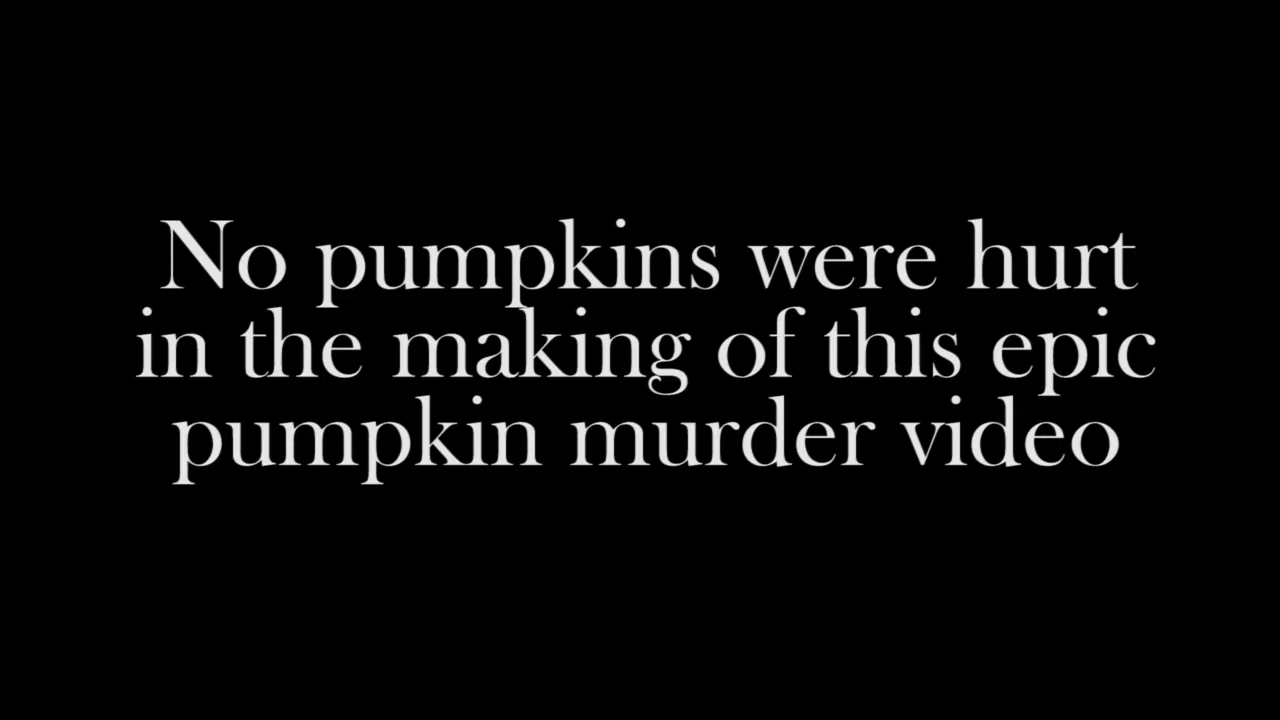 No pumpkins were hurt
in the making of this epic
pumpkin murder video